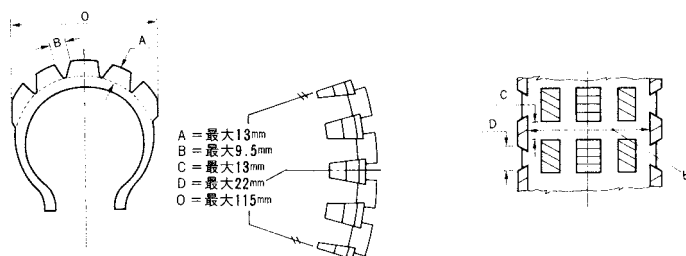 O
B
A
A = 最大13mm
B = 最大9.5mm
C = 最大13mm
D = 最大22mm
O = 最大115mm
C
D